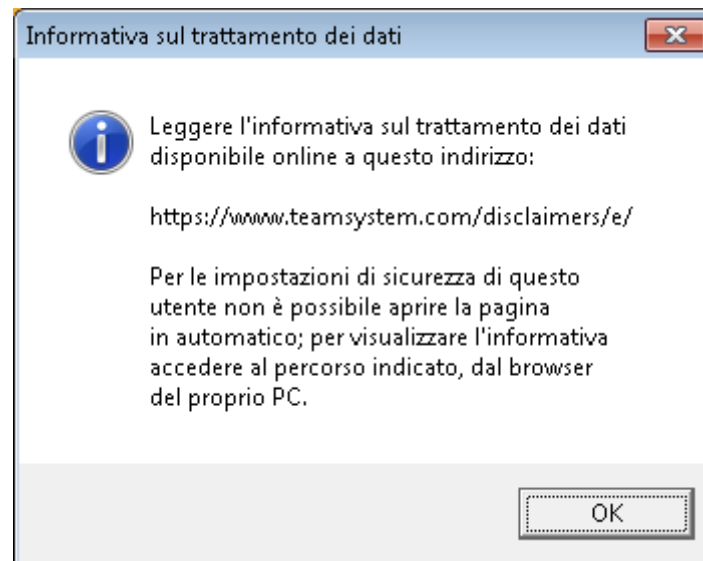 Informativa sul trattamento dei dati
Leggere l'informativa sul trattamento dei dati
disponibile online a questo indirizzo:
https://www.teamsystem.com/disclaimers/e/
Per le impostazioni di sicurezza di questo
utente non è possibile aprire la pagina
in automatico; per visualizzare l'informativa
accedere al percorso indicato, dal browser
del proprio PC.
OK